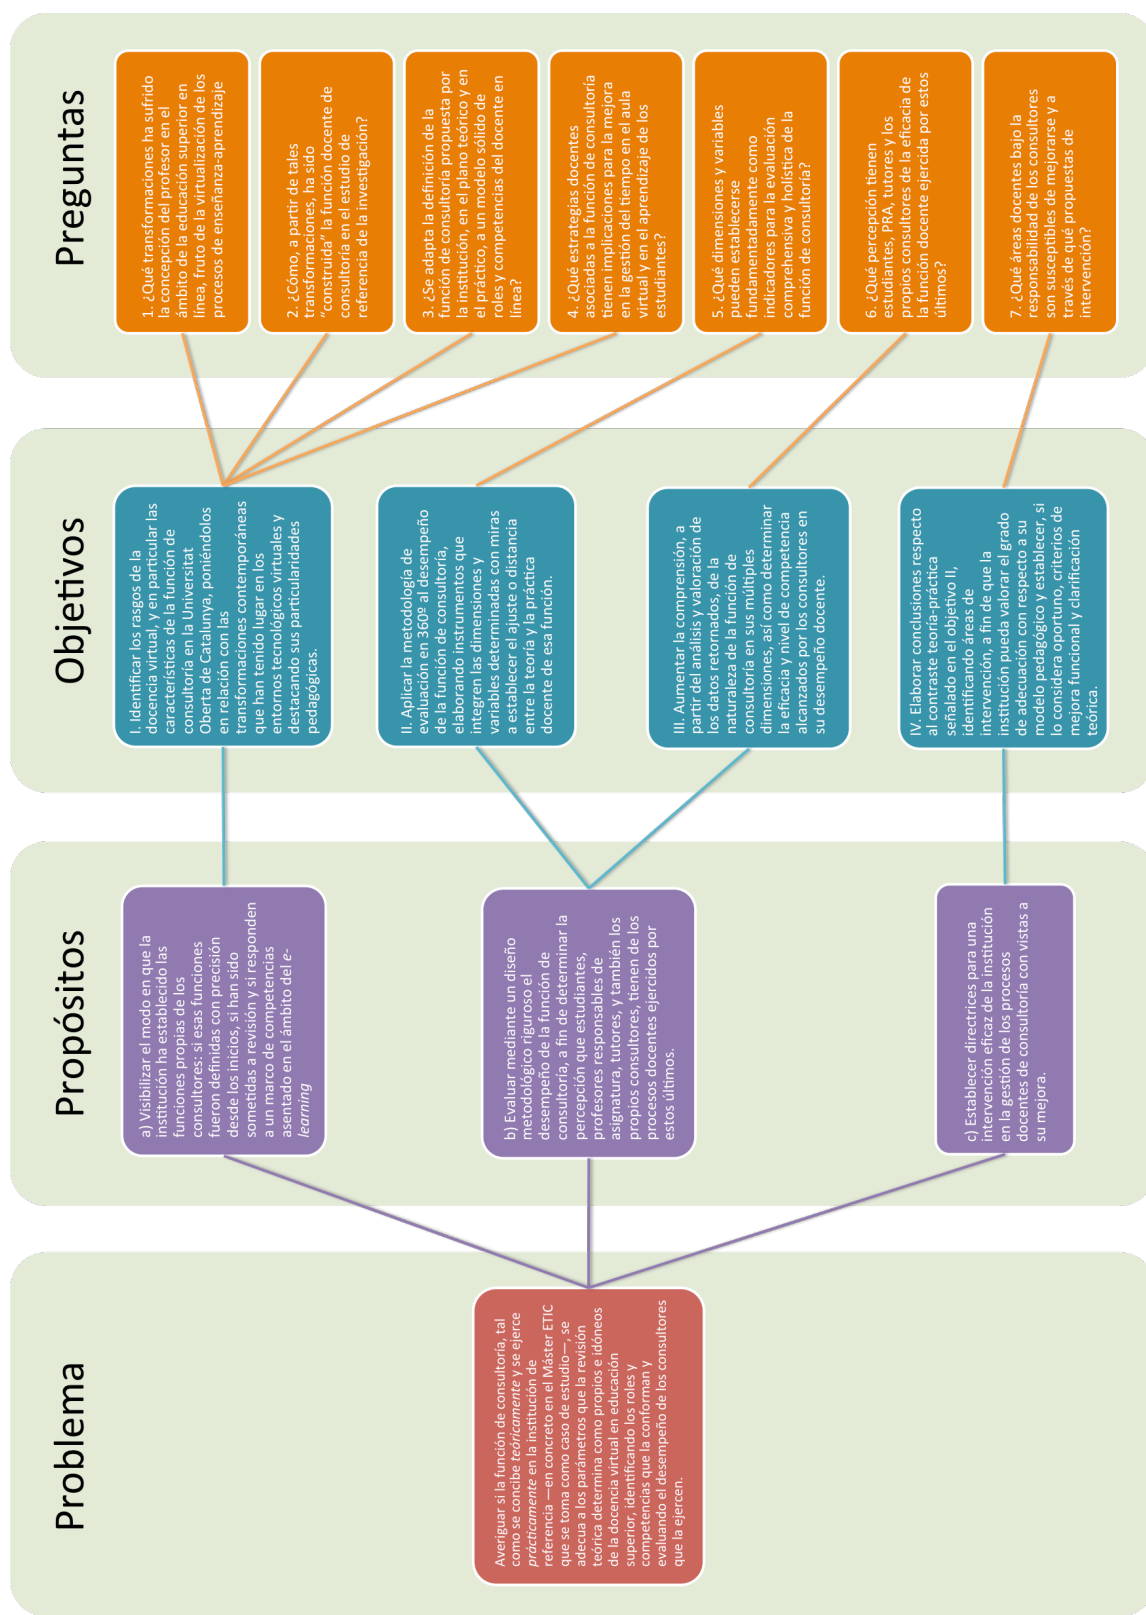 Problema
Averiguar si la función de consultoría, tal
como se concibe teóricamente y se ejerce
prácticamente en la institución de
referencia —en concreto en el Máster ETIC
que se toma como caso de estudio—, se
adecua a los parámetros que la revisión
teórica determina como propios e idóneos
de la docencia virtual en educación
superior, identificando los roles y
competencias que la conforman y
evaluando el desempeño de los consultores
que la ejercen.
Propósitos
a) Visibilizar el modo en que la
institución ha establecido las
funciones propias de los
consultores: si esas funciones
fueron definidas con precisión
desde los inicios, si han sido
sometidas a revisión y si responden
a un marco de competencias
asentado en el ámbito del e-
learning
b) Evaluar mediante un diseño
metodológico riguroso el
desempeño de la función de
consultoría, a fin de determinar la
percepción que estudiantes,
profesores responsables de
asignatura, tutores, y también los
propios consultores, tienen de los
procesos docentes ejercidos por
estos últimos.
c) Establecer directrices para una
intervención eficaz de la institución
en la gestión de los procesos
docentes de consultoría con vistas a
su mejora.
Objetivos
I. Identificar los rasgos de la
docencia virtual, y en particular las
características de la función de
consultoría en la Universitat
Oberta de Catalunya, poniéndolos
en relación con las
transformaciones contemporáneas
que han tenido lugar en los
entornos tecnológicos virtuales y
destacando sus particularidades
pedagógicas.
II. Aplicar la metodología de
evaluación en 360º al desempeño
de la función de consultoría,
elaborando instrumentos que
integren las dimensiones y
variables determinadas con miras
a establecer el ajuste o distancia
entre la teoría y la práctica
docente de esa función.
III. Aumentar la comprensión, a
partir del análisis y valoración de
los datos retornados, de la
naturaleza de la función de
consultoría en sus múltiples
dimensiones, así como determinar
la eficacia y nivel de competencia
alcanzados por los consultores en
su desempeño docente.
IV. Elaborar conclusiones respecto
al contraste teoría-práctica
señalado en el objetivo II,
identificando áreas de
intervención, a fin de que la
institución pueda valorar el grado
de adecuación con respecto a su
modelo pedagógico y establecer, si
lo considera oportuno, criterios de
mejora funcional y clarificación
teórica.
Preguntas
1. ¿Qué transformaciones ha sufrido
la concepción del profesor en el
ámbito de la educación superior en
línea, fruto de la virtualización de los
procesos de enseñanza-aprendizaje
2. ¿Cómo, a partir de tales
transformaciones, ha sido
“construida” la función docente de
consultoría en el estudio de
referencia de la investigación?
3. ¿Se adapta la definición de la
función de consultoría propuesta por
la institución, en el plano teórico y en
el práctico, a un modelo sólido de
roles y competencias del docente en
línea?
4. ¿Qué estrategias docentes
asociadas a la función de consultoría
tienen implicaciones para la mejora
en la gestión del tiempo en el aula
virtual y en el aprendizaje de los
estudiantes?
5. ¿Qué dimensiones y variables
pueden establecerse
fundamentadamente como
indicadores para la evaluación
comprehensiva y holística de la
función de consultoría?
6. ¿Qué percepción tienen
estudiantes, PRA, tutores y los
propios consultores de la eficacia de
la función docente ejercida por estos
últimos?
7. ¿Qué áreas docentes bajo la
responsabilidad de los consultores
son susceptibles de mejorarse y a
través de qué propuestas de
intervención?